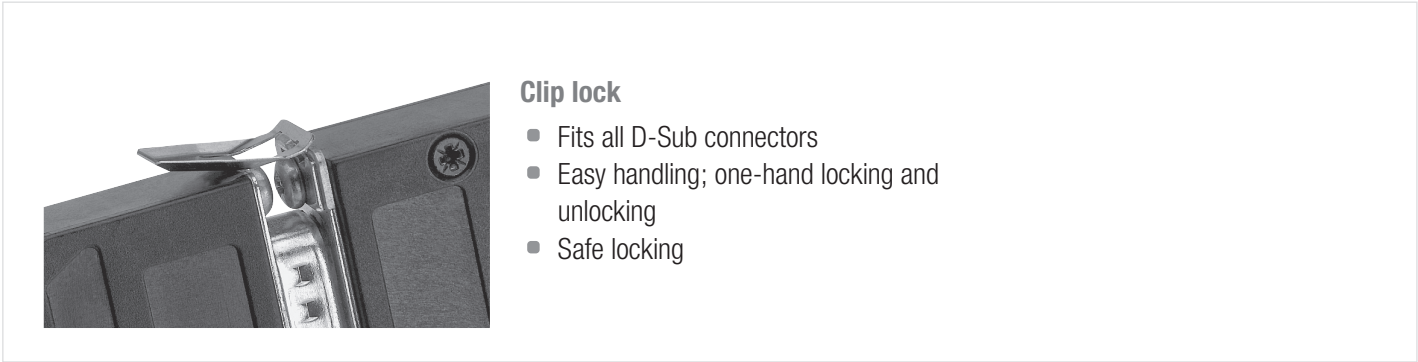 Clip lock
Fits all D-Sub connectors
Easy handling; one-hand locking and
unlocking
Safe locking